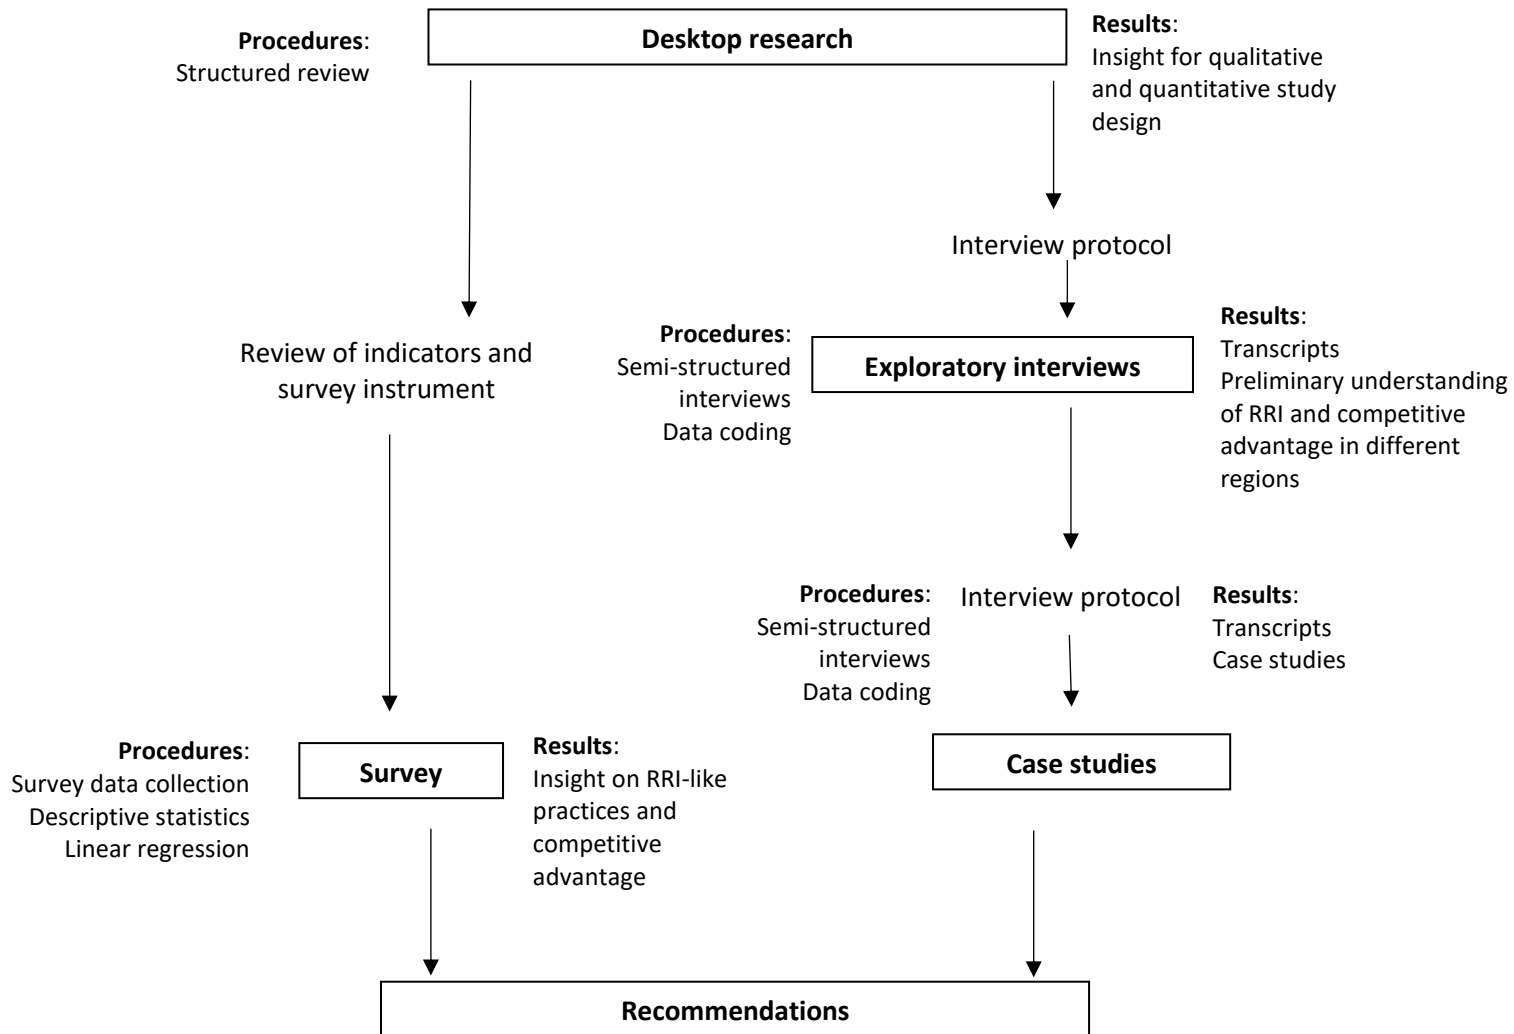 Procedures:
Structured review
Desktop research
Results:
Insight for qualitative
and quantitative study
design
Interview protocol
Review of indicators and
survey instrument
Procedures:
Semi-structured
interviews
Data coding
Exploratory interviews
Results:
Transcripts
Preliminary understanding
of RRI and competitive
advantage in different
regions
Procedures:
Semi-structured
interviews
Data coding
Interview protocol
Results:
Transcripts
Case studies
Procedures:
Survey data collection
Descriptive statistics
Linear regression
Survey
Results:
Insight on RRI-like
practices and
competitive
advantage
Case studies
Recommendations